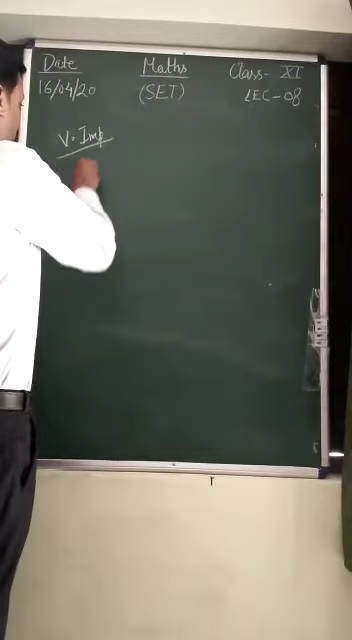 Date Maths Class- XI
16/04/20 (SET) LEC-08
V. Imp